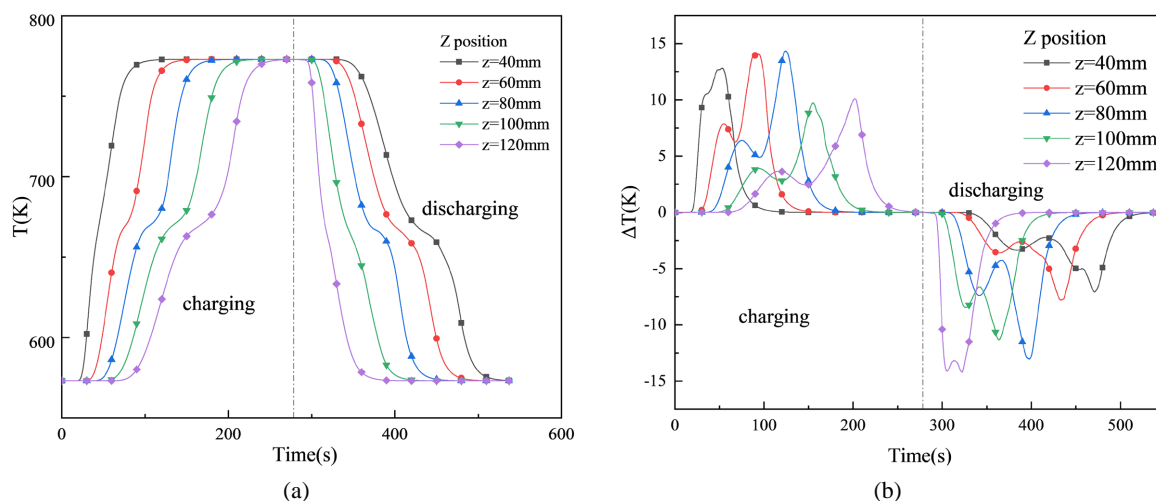 800
700
600
T(K)
Z position
z=40mm
z=60mm
z=80mm
z=100mm
z=120mm
discharging
charging
0
200
400
600
Time(s)
(a)
15
10
5
0
-5
-10
-15
ΔT(K)
Z position
z=40mm
z=60mm
z=80mm
z=100mm
z=120mm
discharging
charging
0
100
200
300
400
500
Time(s)
(b)